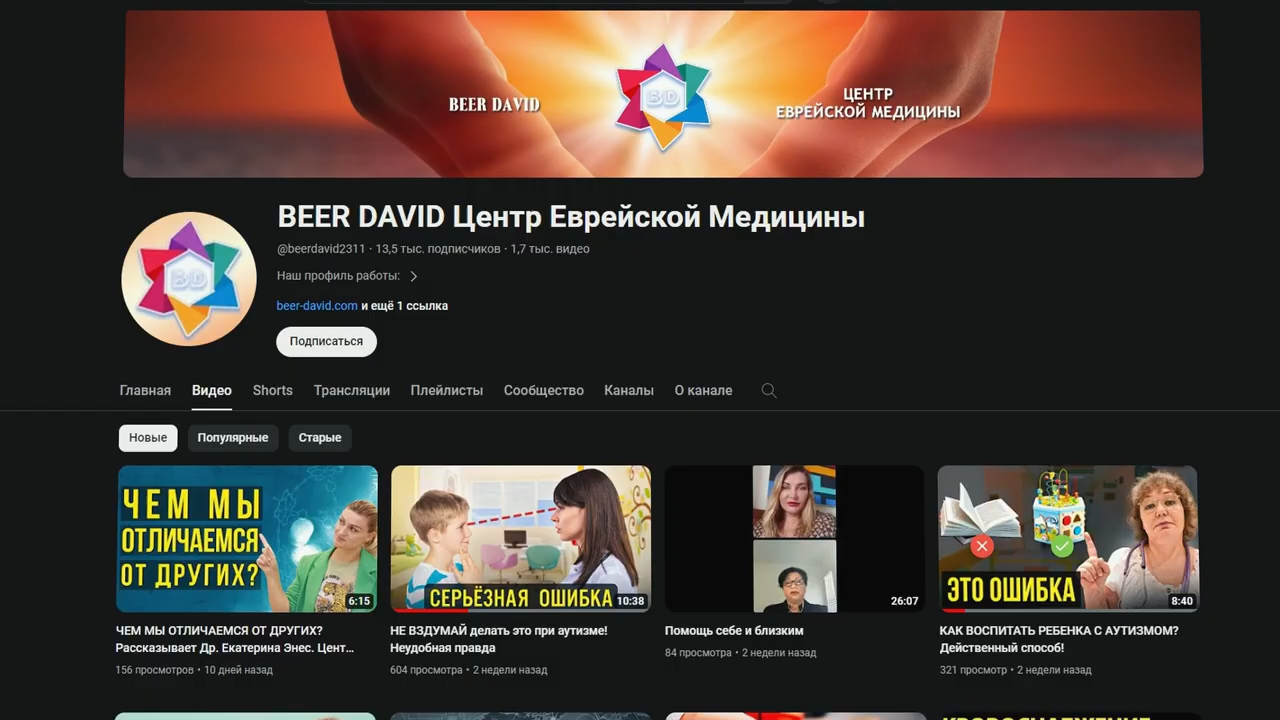 BEER DAVID
BD
ЦЕНТР
ЕВРЕЙСКОЙ МЕДИЦИНЫ
BD
BEER DAVID Центр Еврейской Медицины
@beerdavid2311 · 13,5 тыс. подписчиков · 1,7 тыс. видео
Наш профиль работы:
beer-david.com и ещё 1 ссылка
Подписаться
Главная Видео Shorts Трансляции Плейлисты Сообщество Каналы О канале
Новые Популярные Старые
ЧЕМ МЫ
ОТЛИЧАЕМСЯ
ОТ ДРУГИХ?
6:15
СЕРЬЁЗНАЯ ОШИБКА
10:38
26:07
ЭТО ОШИБКА
8:40
ЧЕМ МЫ ОТЛИЧАЕМСЯ ОТ ДРУГИХ?
Рассказывает Др. Екатерина Энес. Цент…
156 просмотров • 10 дней назад
НЕ ВЗДУМАЙ делать это при аутизме!
Неудобная правда
604 просмотра • 2 недели назад
Помощь себе и близким
84 просмотра • 2 недели назад
КАК ВОСПИТАТЬ РЕБЕНКА С АУТИЗМОМ?
Действенный способ!
321 просмотр • 2 недели назад